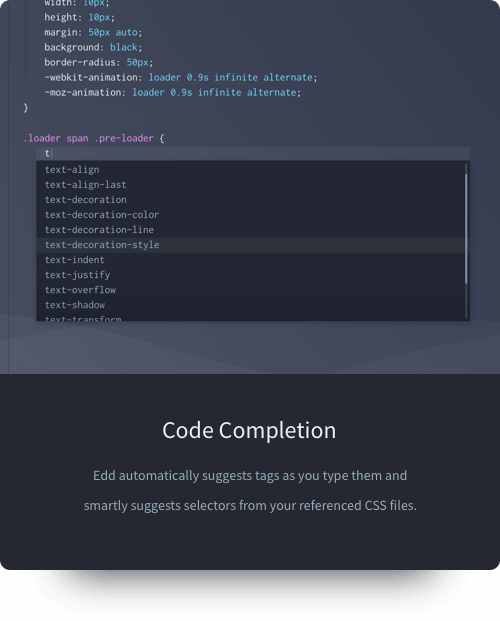 width: 10px;
height: 10px;
margin: 50px auto;
background: black;
border-radius: 50px;
-webkit-animation: loader 0.9s infinite alternate;
-moz-animation: loader 0.9s infinite alternate;
}
.loader span .pre-loader {
t
text-align
text-align-last
text-decoration
text-decoration-color
text-decoration-line
text-decoration-style
text-indent
text-justify
text-overflow
text-shadow
text-transform
Code Completion
Edd automatically suggests tags as you type them and
smartly suggests selectors from your referenced CSS files.